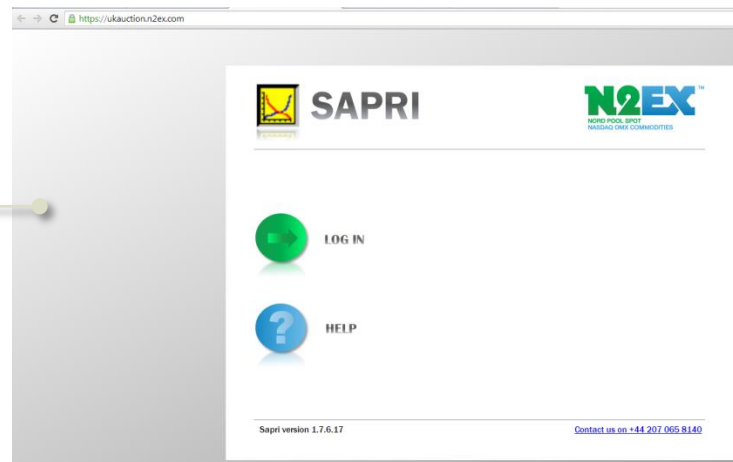 https://ukauction.n2ex.com
SAPRI
N2EX™
NORD POOL SPOT
NASDAQ OMX COMMODITIES
LOG IN
?
HELP
Sapri version 1.7.6.17
Contact us on +44 207 065 8140